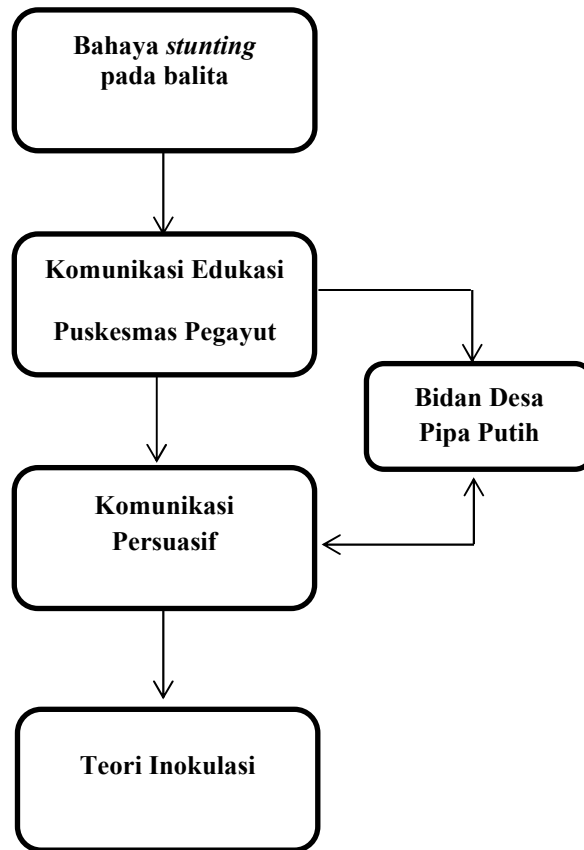 Bahaya stunting
pada balita
Komunikasi Edukasi
Puskesmas Pegayut
Bidan Desa
Pipa Putih
Komunikasi
Persuasif
Teori Inokulasi